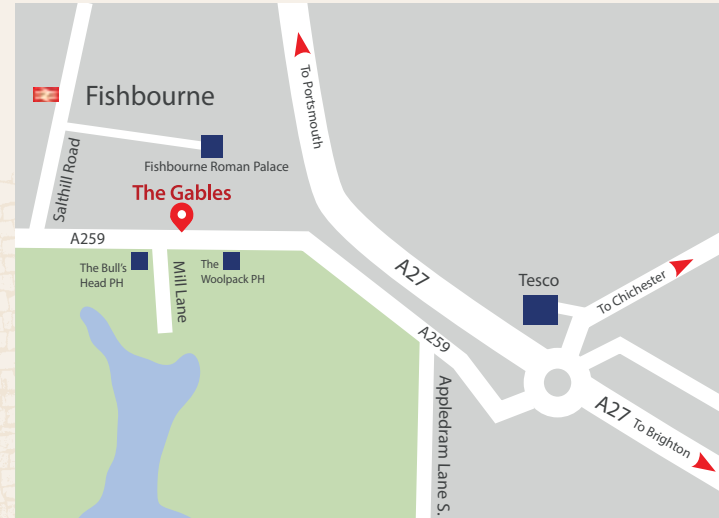 To Portsmouth
Fishbourne
Salthill Road
Fishbourne Roman Palace
The Gables
A259
The Bull's
Head PH
Mill Lane
The
Woolpack PH
A27
Tesco
To Chichester
A259
Appledram Lane S.
A27 To Brighton